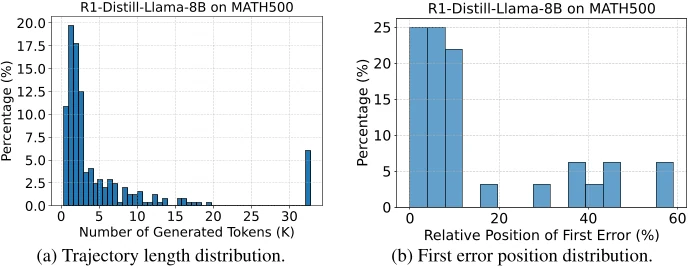 R1-Distill-Llama-8B on MATH500
20.0
17.5
15.0
12.5
10.0
7.5
5.0
2.5
0.0
Percentage (%)
0 5 10 15 20 25 30
Number of Generated Tokens (K)
(a) Trajectory length distribution.
R1-Distill-Llama-8B on MATH500
25
20
15
10
5
0
Percentage (%)
0 20 40 60
Relative Position of First Error (%)
(b) First error position distribution.